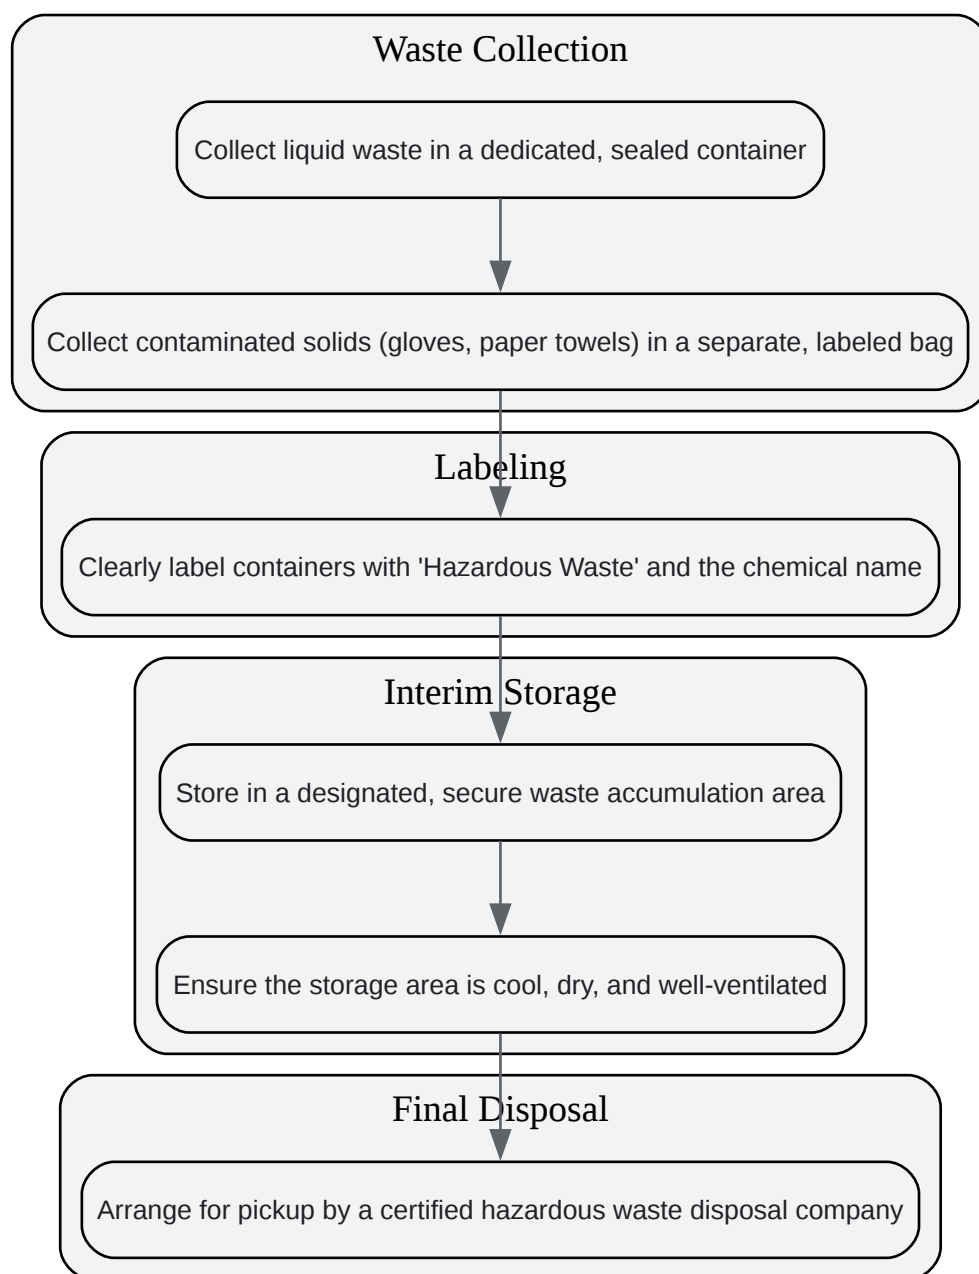 Waste Collection
Collect liquid waste in a dedicated, sealed container
Collect contaminated solids (gloves, paper towels) in a separate, labeled bag
Labeling
Clearly label containers with 'Hazardous Waste' and the chemical name
Interim Storage
Store in a designated, secure waste accumulation area
Ensure the storage area is cool, dry, and well-ventilated
Final Disposal
Arrange for pickup by a certified hazardous waste disposal company